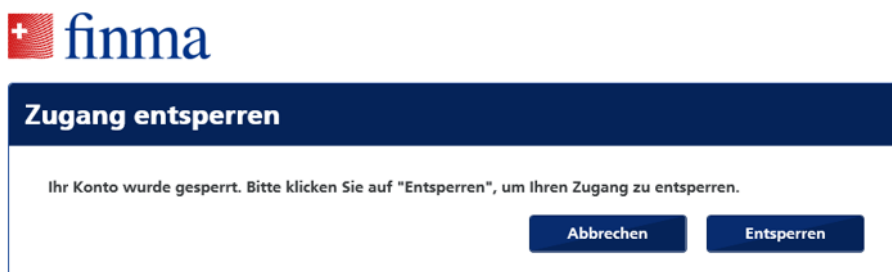 finma
Zugang entsperren
Ihr Konto wurde gesperrt. Bitte klicken Sie auf "Entsperren", um Ihren Zugang zu entsperren.
Abbrechen Entsperren